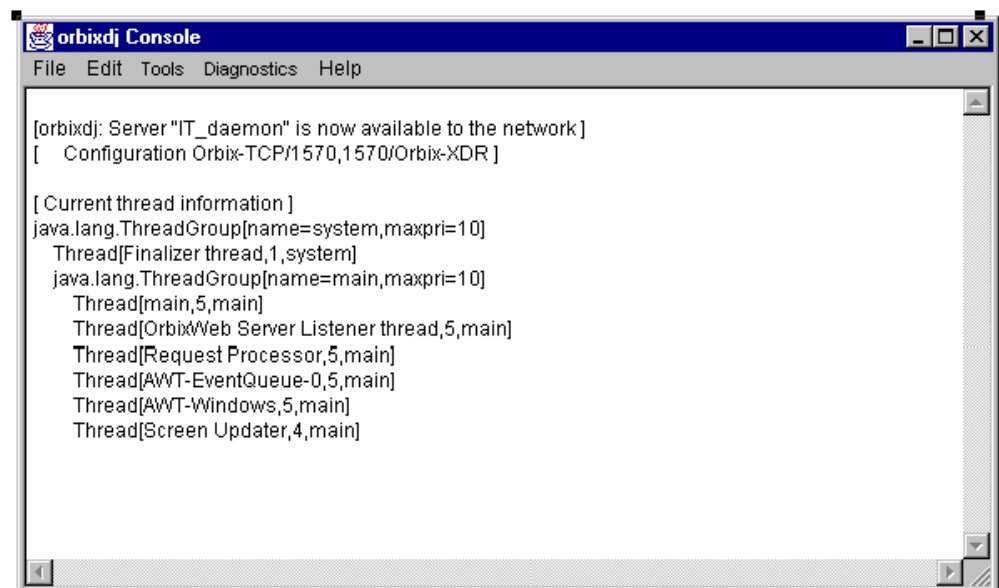 orbixdj Console
File Edit Tools Diagnostics Help
[orbixdj: Server "IT_daemon" is now available to the network ]
[ Configuration Orbix-TCP/1570,1570/Orbix-XDR ]
[ Current thread information ]
java.lang.ThreadGroup[name=system,maxpri=10]
Thread[Finalizer thread,1,system]
java.lang.ThreadGroup[name=main,maxpri=10]
Thread[main,5,main]
Thread[OrbixWeb Server Listener thread,5,main]
Thread[Request Processor,5,main]
Thread[AWT-EventQueue-0,5,main]
Thread[AWT-Windows,5,main]
Thread[Screen Updater,4,main]